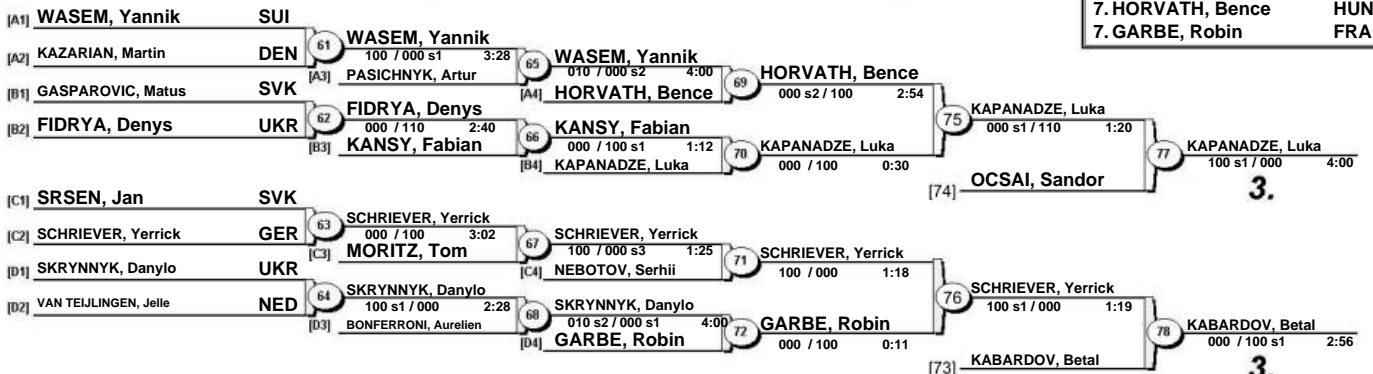 7. HORVATH, Bence HUN
7. GARBE, Robin FRA
[A1] WASEM, Yannik SUI
[A2] KAZARIAN, Martin DEN
61
WASEM, Yannik
100 / 000 s1 3:28
[A3] PASICHNYK, Artur
65
WASEM, Yannik
010 / 000 s2 4:00
[A4] HORVATH, Bence
69
HORVATH, Bence
000 s2 / 100 2:54
[B1] GASPAROVIC, Matus SVK
[B2] FIDRYA, Denys UKR
62
FIDRYA, Denys
000 / 110 2:40
[B3] KANSY, Fabian
66
KANSY, Fabian
000 / 100 s1 1:12
[B4] KAPANADZE, Luka
70
KAPANADZE, Luka
000 / 100 0:30
75
KAPANADZE, Luka
000 s1 / 110 1:20
[74] OCSAI, Sandor
77
KAPANADZE, Luka
100 s1 / 000 4:00
3.
[C1] SRSEN, Jan SVK
[C2] SCHRIEVER, Yerrick GER
63
SCHRIEVER, Yerrick
000 / 100 3:02
[C3] MORITZ, Tom
67
SCHRIEVER, Yerrick
100 / 000 s3 1:25
[C4] NEBOTOV, Serhii
71
SCHRIEVER, Yerrick
100 / 000 1:18
[D1] SKRYNNYK, Danylo UKR
[D2] VAN TEIJLINGEN, Jelle NED
64
SKRYNNYK, Danylo
100 s1 / 000 2:28
[D3] BONFERRONI, Aurelien
68
SKRYNNYK, Danylo
010 s2 / 000 s1 4:00
[D4] GARBE, Robin
72
GARBE, Robin
000 / 100 0:11
76
SCHRIEVER, Yerrick
100 s1 / 000 1:19
[73] KABARDOV, Betal
78
KABARDOV, Betal
000 / 100 s1 2:56
3.